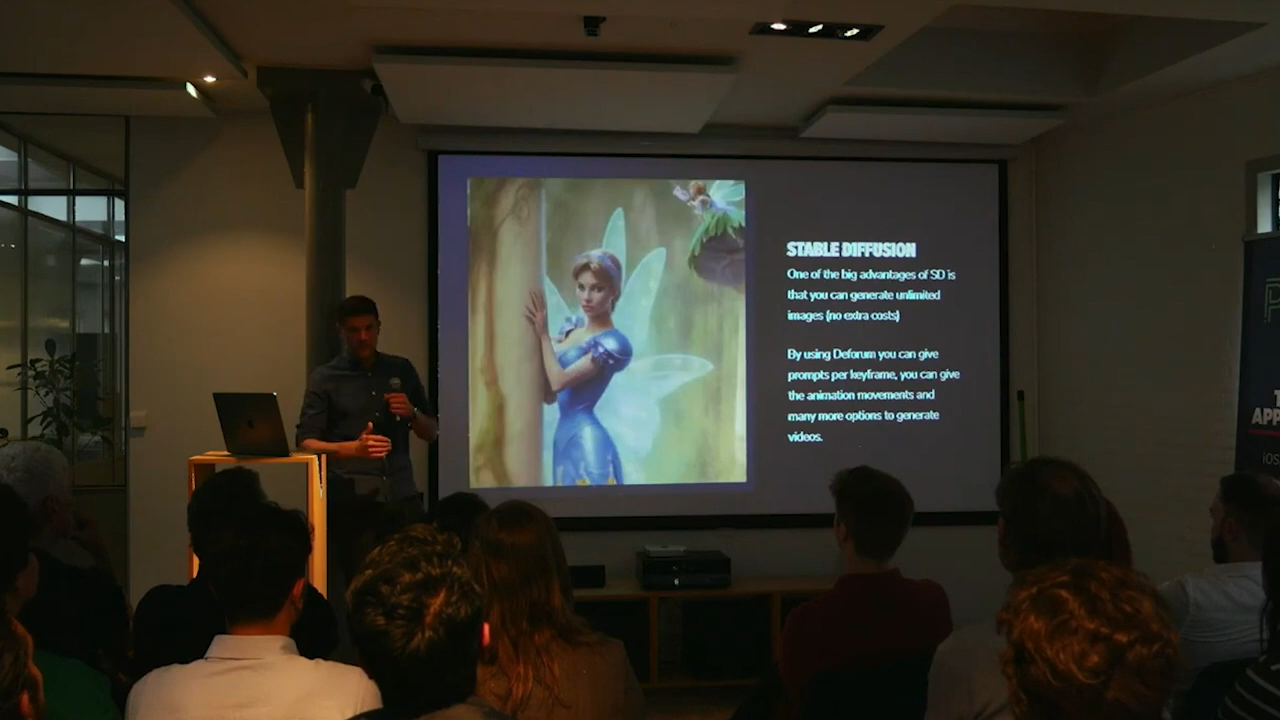 STABLE DIFFUSION
One of the big advantages of SD is
that you can generate unlimited
images (no extra costs)
By using Deforum you can give
prompts per keyframe, you can give
the animation movements and
many more options to generate
videos.
iOS